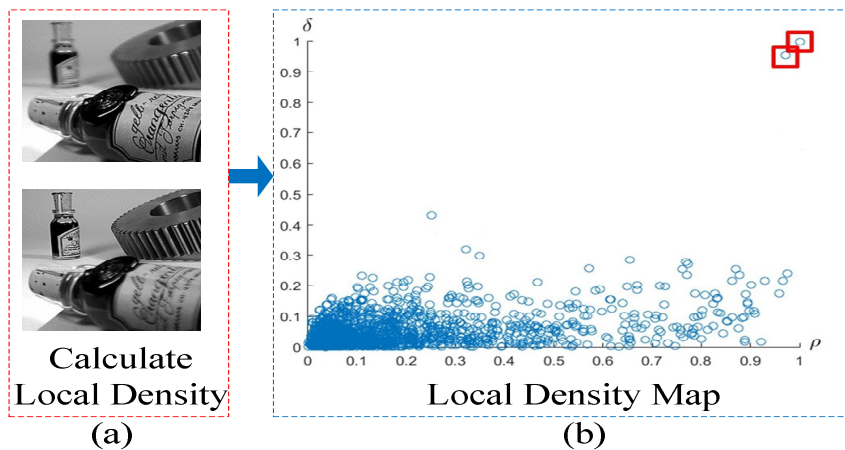 gelb-re
Calculate
Local Density
(a)
δ
1
0.9
0.8
0.7
0.6
0.5
0.4
0.3
0.2
0.1
0
0 0.1 0.2 0.3 0.4 0.5 0.6 0.7 0.8 0.9 1
ρ
Local Density Map
(b)